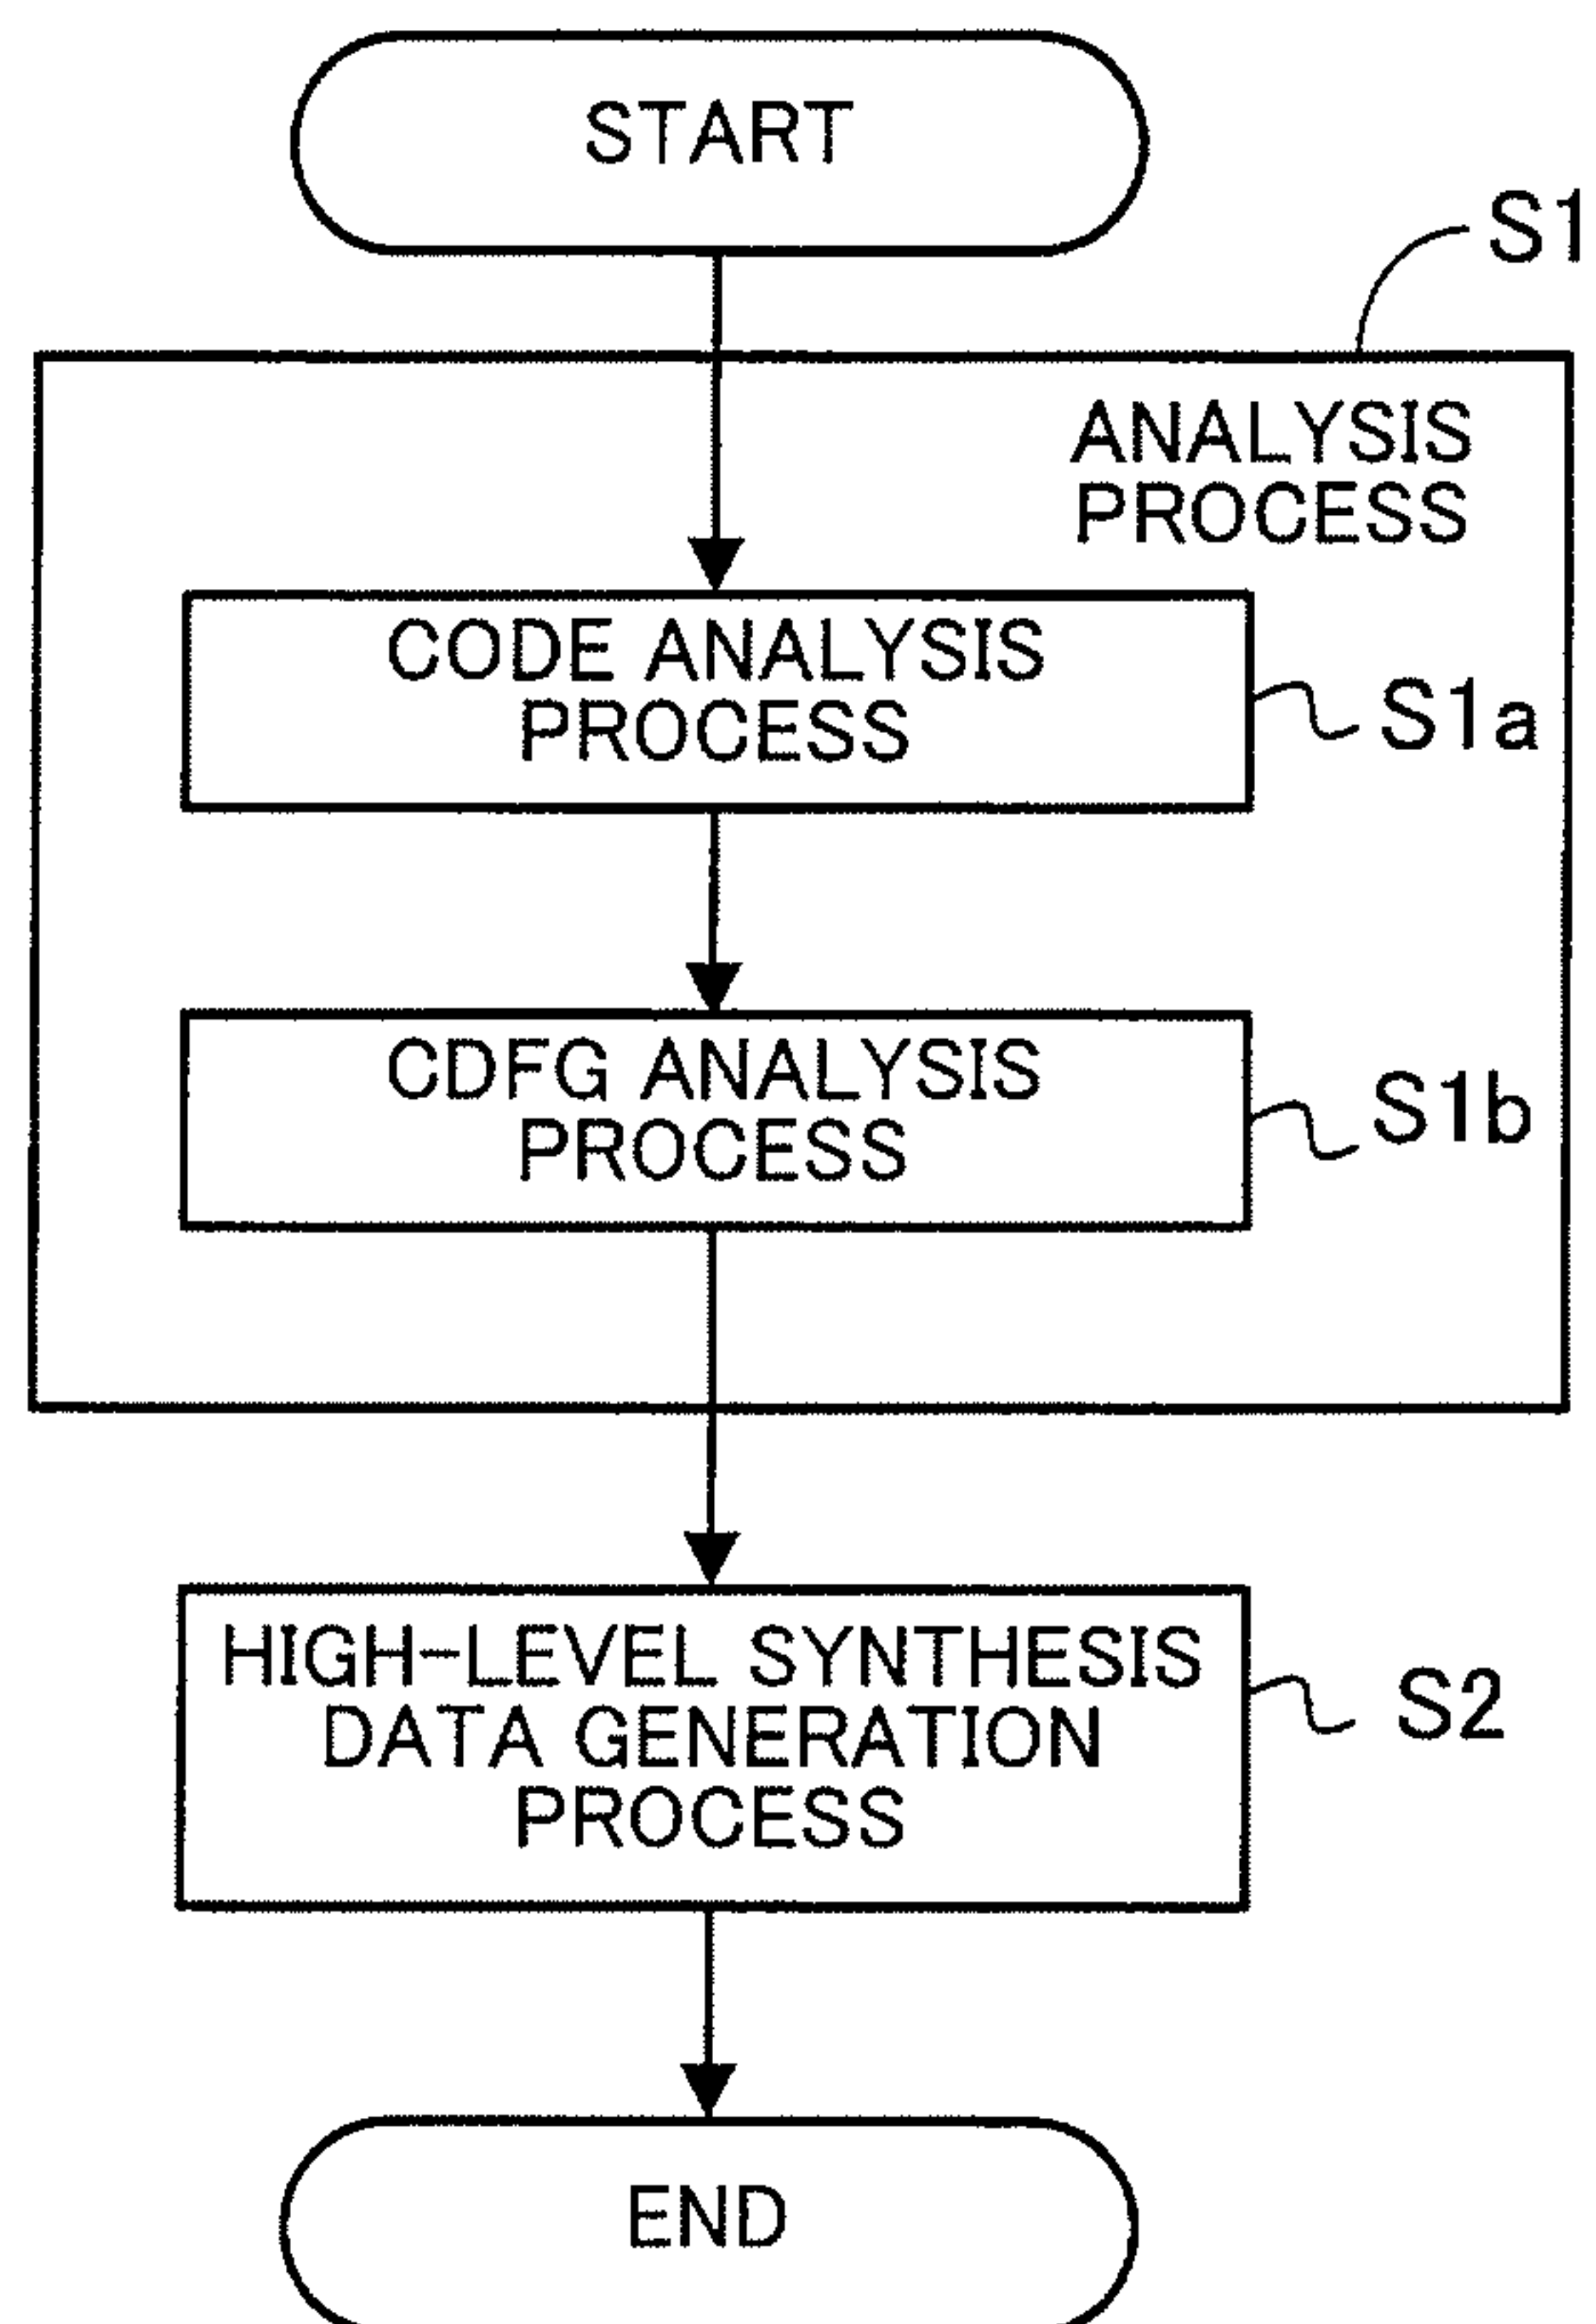 START
S1
ANALYSIS
PROCESS
CODE ANALYSIS
PROCESS
S1a
CDFG ANALYSIS
PROCESS
S1b
HIGH-LEVEL SYNTHESIS
DATA GENERATION
PROCESS
S2
END